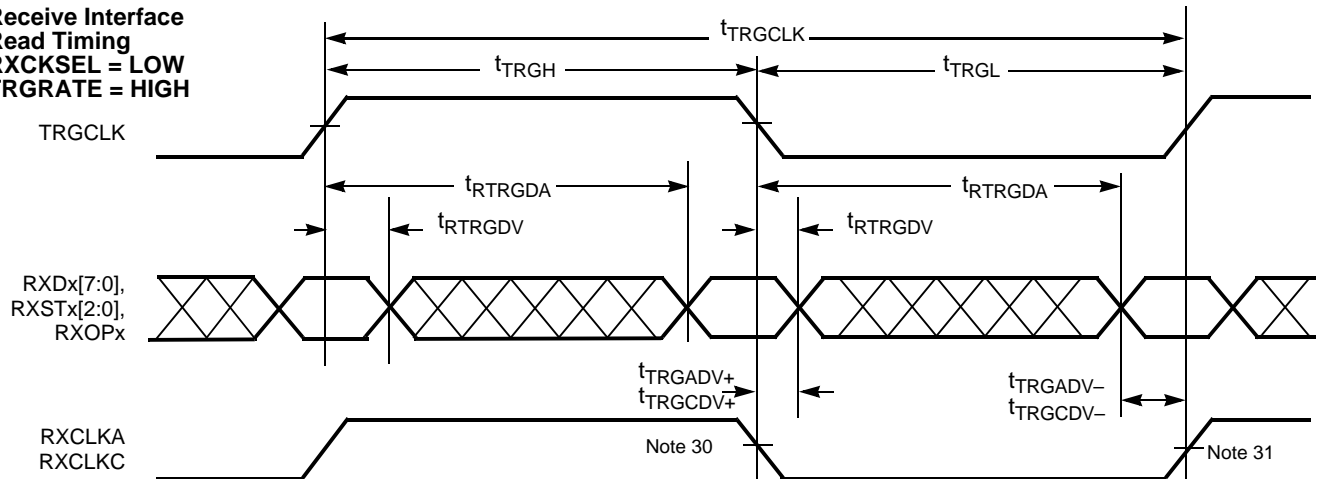 Receive Interface
Read Timing
RXCKSEL = LOW
TRGRATE = HIGH
tTRGCLK
tTRGH
tTRGL
TRGCLK
tRTRGDA
tRTRGDA
tRTRGDV
tRTRGDV
RXDx[7:0],
RXSTx[2:0],
RXOPx
tTRGADV+
tTRGCDV+
tTRGADV–
tTRGCDV–
RXCLKA
RXCLKC
Note 30
Note 31